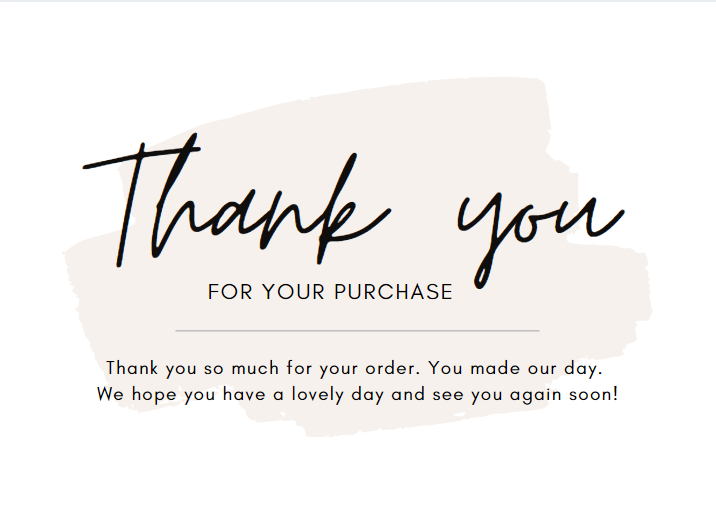 Thank you
FOR YOUR PURCHASE
Thank you so much for your order. You made our day.
We hope you have a lovely day and see you again soon!